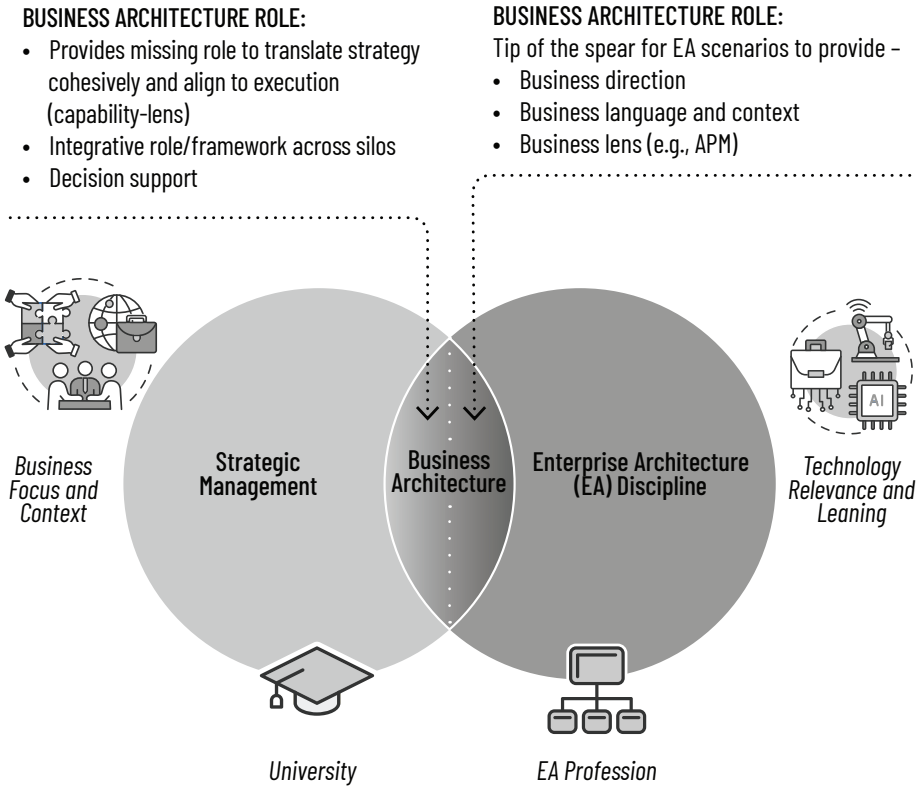 BUSINESS ARCHITECTURE ROLE:
• Provides missing role to translate strategy
cohesively and align to execution
(capability-lens)
• Integrative role/framework across silos
• Decision support
BUSINESS ARCHITECTURE ROLE:
Tip of the spear for EA scenarios to provide –
• Business direction
• Business language and context
• Business lens (e.g., APM)
Business
Focus and
Context
Strategic
Management
Business
Architecture
Enterprise Architecture
(EA) Discipline
AI
Technology
Relevance and
Leaning
University
EA Profession